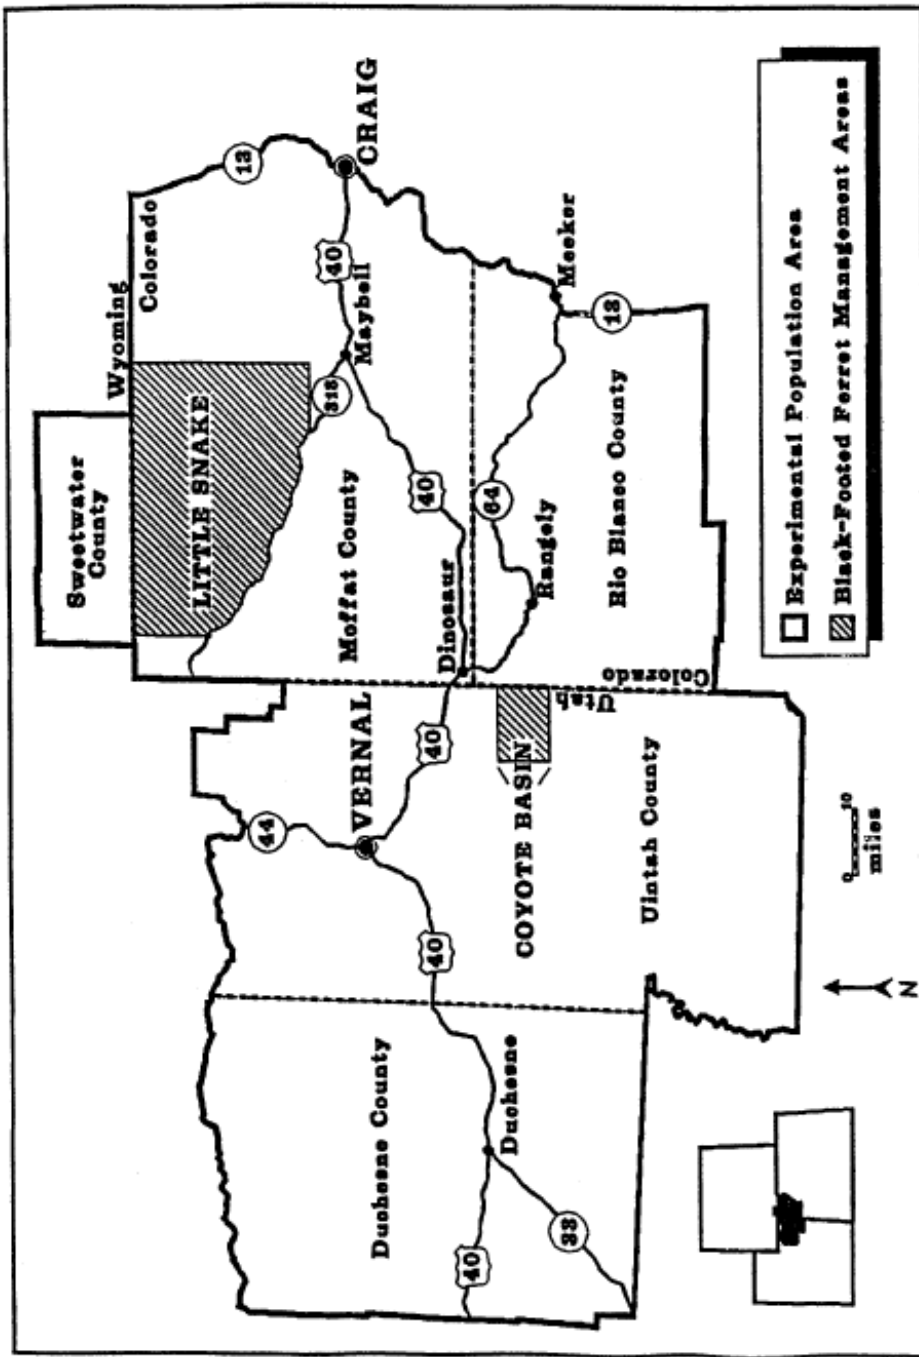 Sweetwater
County
Wyoming
Colorado
13
LITTLE SNAKE
318
Maybell
40
CRAIG
Moffat County
40
Dinosaur
64
Rangely
Meeker
13
Rio Blanco County
Colorado
Utah
44
VERNAL
40
COYOTE BASIN
40
Uintah County
Duchesne County
Duchesne
40
33
0 10
miles
N
Experimental Population Area
Black-Footed Ferret Management Areas